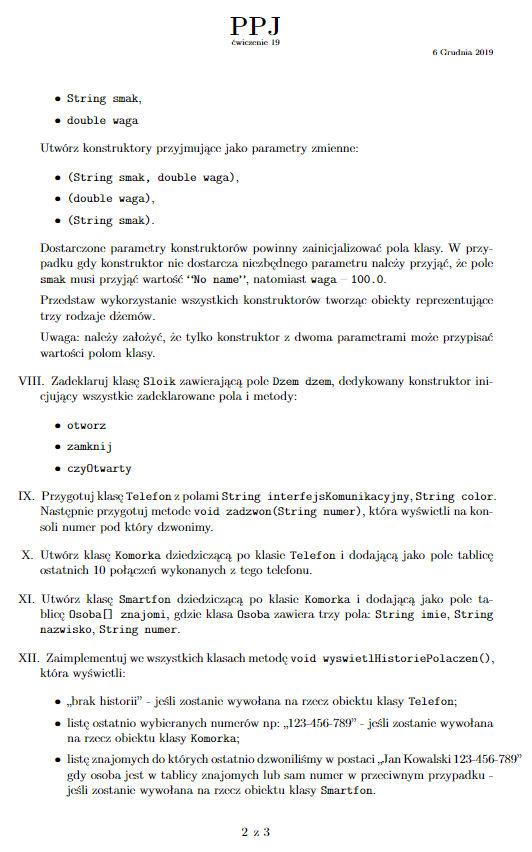 PPJ
ćwiczenie 19
6 Grudnia 2019
• String smak,
• double waga
Utwórz konstruktory przyjmujące jako parametry zmienne:
• (String smak, double waga),
• (double waga),
• (String smak).
Dostarczone parametry konstruktorów powinny zainicjalizować pola klasy. W przy-
padku gdy konstruktor nie dostarcza niezbędnego parametru należy przyjąć, że pole
smak musi przyjąć wartość "No name", natomiast waga – 100.0.
Przedstaw wykorzystanie wszystkich konstruktorów tworząc obiekty reprezentujące
trzy rodzaje dżemów.
Uwaga: należy założyć, że tylko konstruktor z dwoma parametrami może przypisać
wartości polom klasy.
VIII. Zadeklaruj klasę Sloik zawierającą pole Dzem dzem, dedykowany konstruktor ini-
cjujący wszystkie zadeklarowane pola i metody:
• otworz
• zamknij
• czyOtwarty
IX. Przygotuj klasę Telefon z polami String interfejsKomunikacyjny, String color.
Następnie przygotuj metode void zadzwon(String numer), która wyświetli na kon-
soli numer pod który dzwonimy.
X. Utwórz klasę Komorka dziedziczącą po klasie Telefon i dodającą jako pole tablicę
ostatnich 10 połączeń wykonanych z tego telefonu.
XI. Utwórz klasę Smartfon dziedziczącą po klasie Komorka i dodającą jako pole ta-
blicę Osoba[] znajomi, gdzie klasa Osoba zawiera trzy pola: String imie, String
nazwisko, String numer.
XII. Zaimplementuj we wszystkich klasach metodę void wyswietlHistoriePolaczen(),
która wyświetli:
• „brak historii" - jeśli zostanie wywołana na rzecz obiektu klasy Telefon;
• listę ostatnio wybieranych numerów np: „123-456-789" - jeśli zostanie wywołana
na rzecz obiektu klasy Komorka;
• listę znajomych do których ostatnio dzwoniliśmy w postaci „Jan Kowalski 123-456-789"
gdy osoba jest w tablicy znajomych lub sam numer w przeciwnym przypadku -
jeśli zostanie wywołana na rzecz obiektu klasy Smartfon.
2 z 3